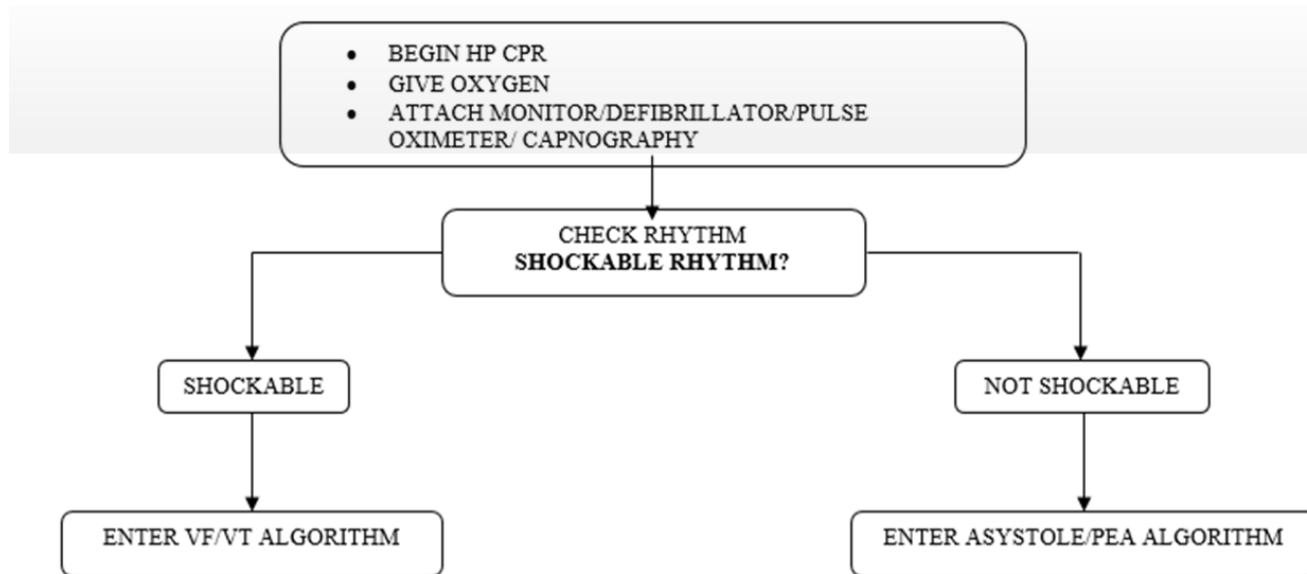 • BEGIN HP CPR
• GIVE OXYGEN
• ATTACH MONITOR/DEFIBRILLATOR/PULSE
OXIMETER/ CAPNOGRAPHY
CHECK RHYTHM
SHOCKABLE RHYTHM?
SHOCKABLE
NOT SHOCKABLE
ENTER VF/VT ALGORITHM
ENTER ASYSTOLE/PEA ALGORITHM